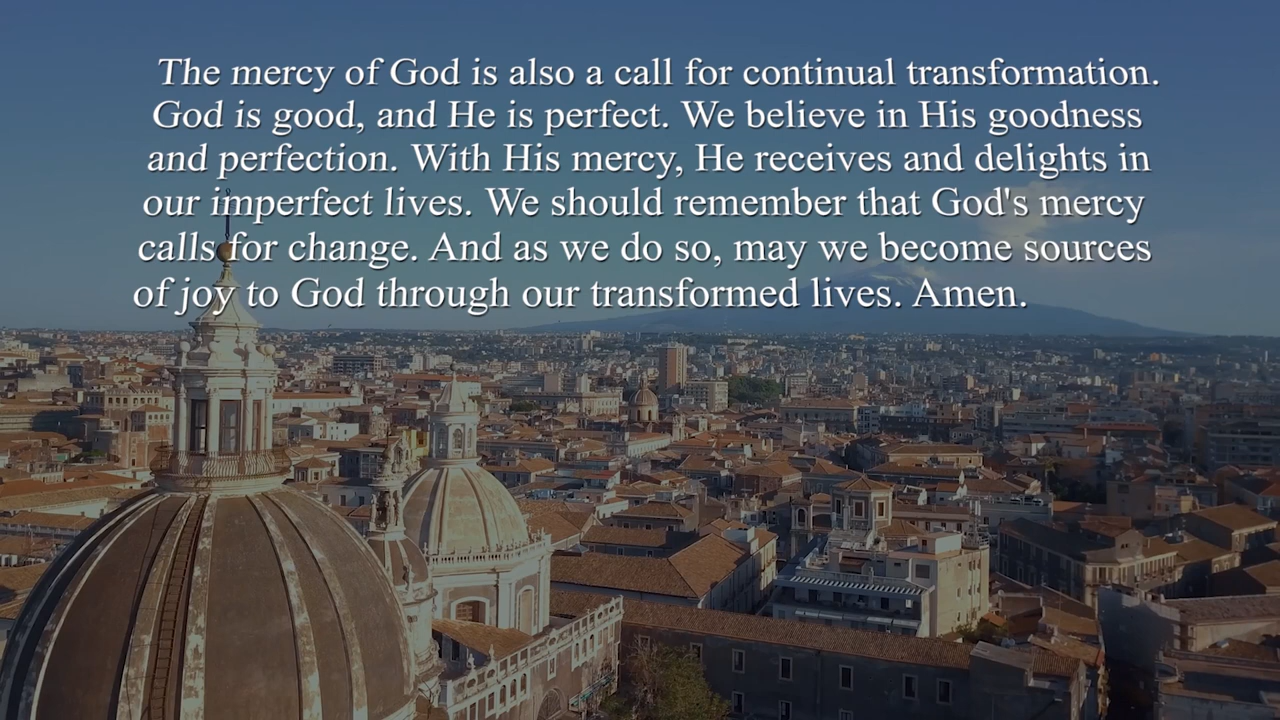 The mercy of God is also a call for continual transformation.
God is good, and He is perfect. We believe in His goodness
and perfection. With His mercy, He receives and delights in
our imperfect lives. We should remember that God's mercy
calls for change. And as we do so, may we become sources
of joy to God through our transformed lives. Amen.